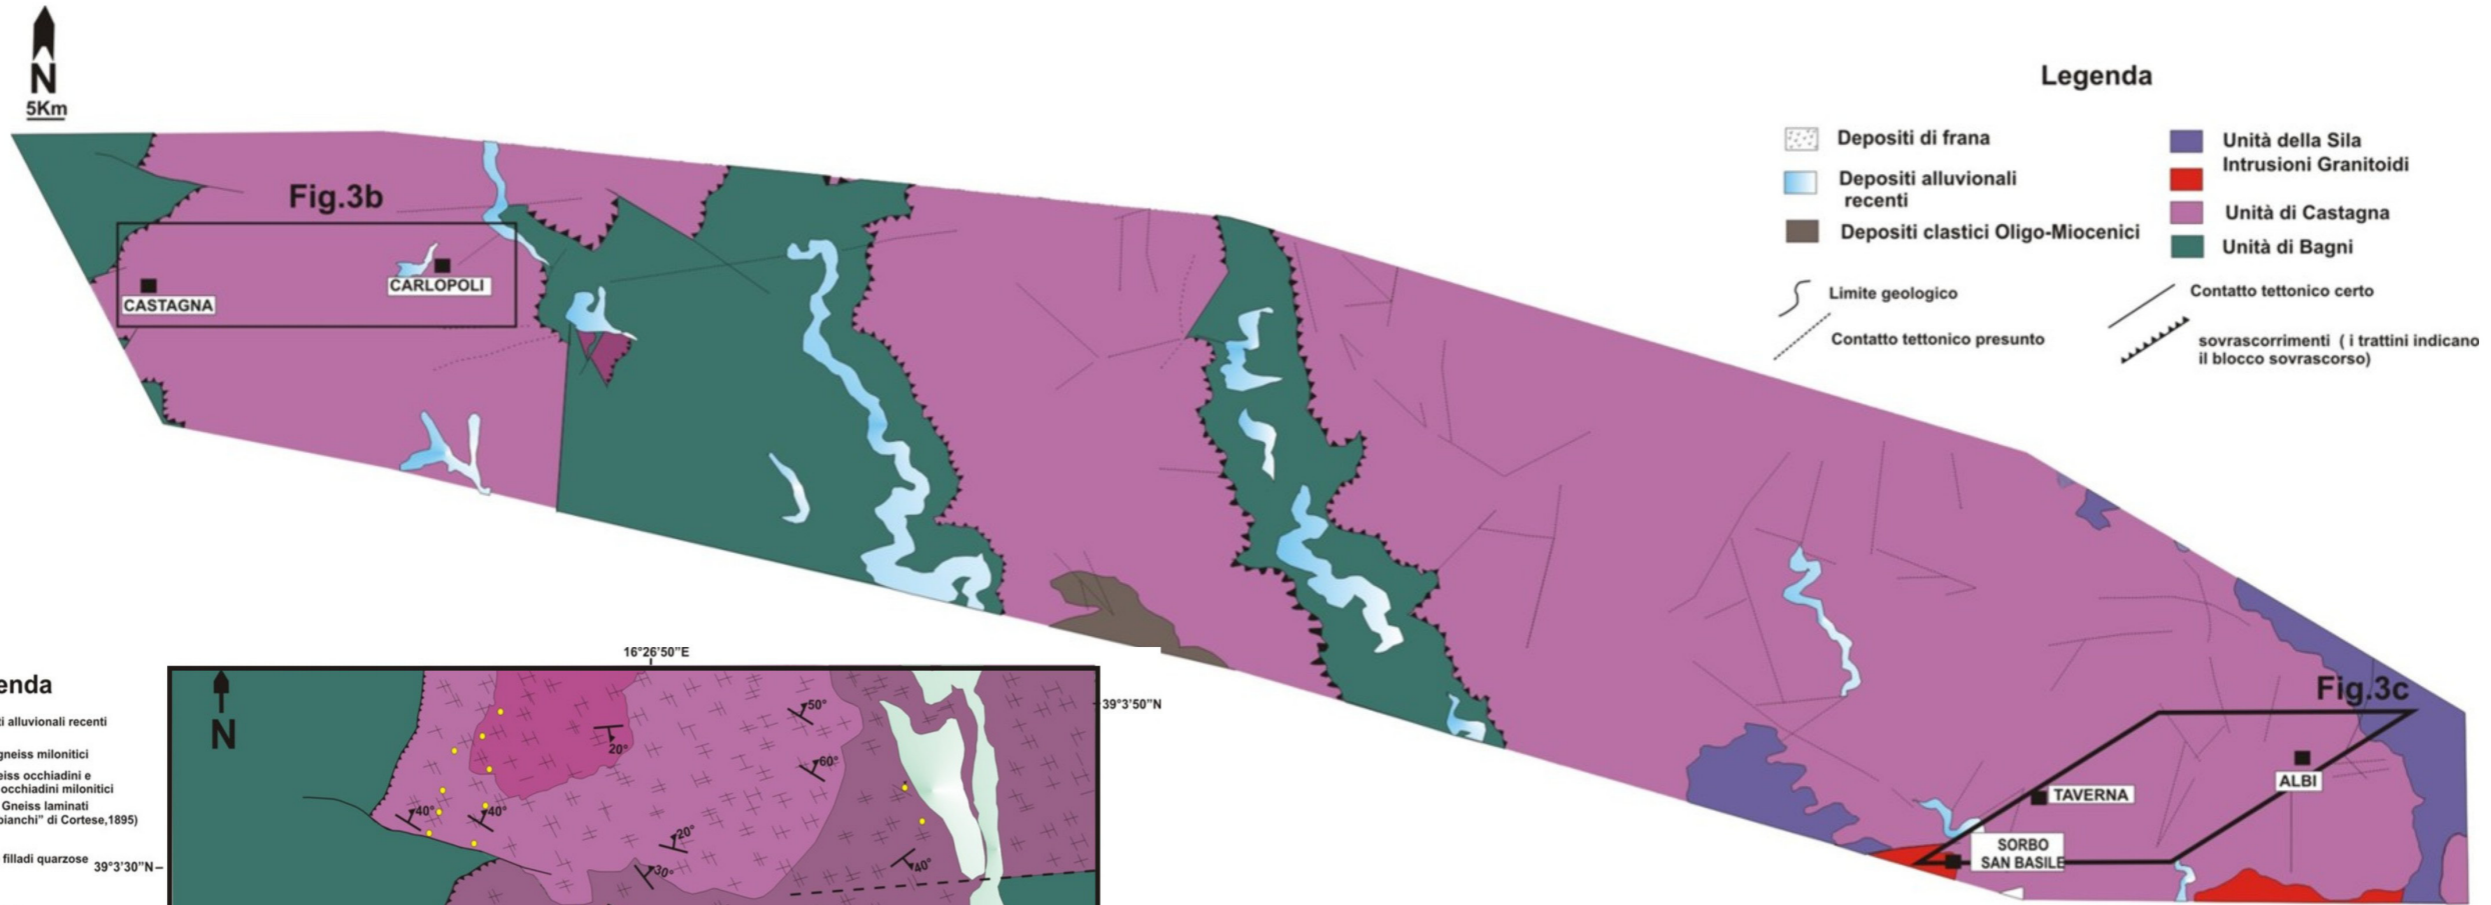 N
5Km
Fig.3b
CASTAGNA
CARLOPOLI
Legenda
Depositi di frana
Depositi alluvionali
recenti
Depositi clastici Oligo-Miocenici
Unità della Sila
Intrusioni Granitoidi
Unità di Castagna
Unità di Bagni
Limite geologico
Contatto tettonico presunto
Contatto tettonico certo
sovrascorrimenti ( i trattini indicano
il blocco sovrascorso)
Fig.3c
ALBI
TAVERNA
SORBO
SAN BASILE
enda
ti alluvionali recenti
gneiss milonitici
eiss occhiadini e
occhiadini milonitici
Gneiss laminati
bianchi" di Cortese,1895)
filladi quarzose
16°26'50"E
39°3'50"N
39°3'30"N
N
20°
50°
60°
40°
40°
20°
30°
40°